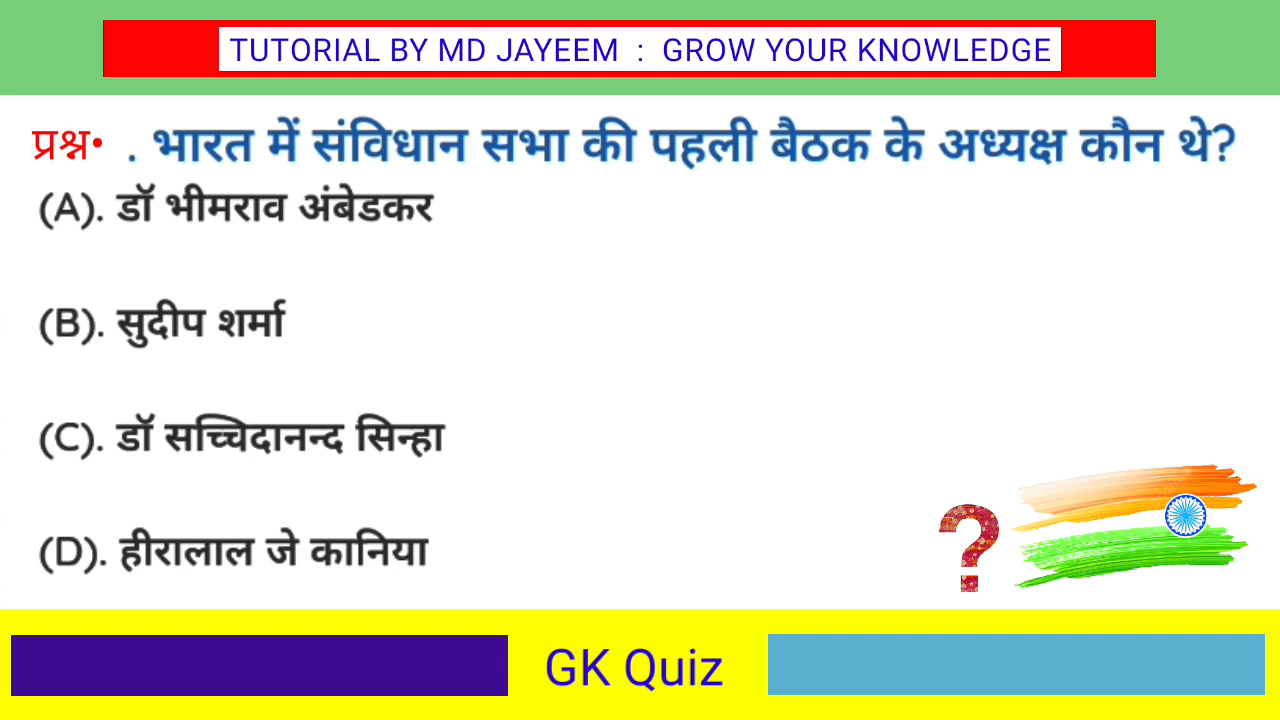 TUTORIAL BY MD JAYEEM : GROW YOUR KNOWLEDGE
प्रश्न• . भारत में संविधान सभा की पहली बैठक के अध्यक्ष कौन थे?
(A). डॉ भीमराव अंबेडकर
(B). सुदीप शर्मा
(C). डॉ सच्चिदानन्द सिन्हा
(D). हीरालाल जे कानिया
?
GK Quiz